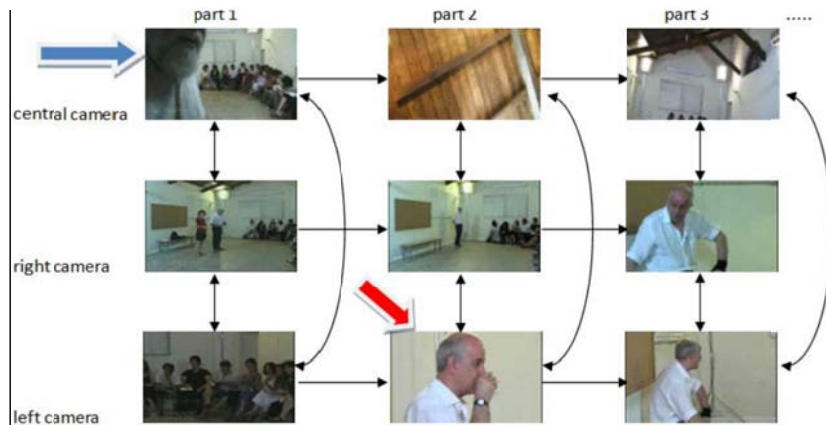 part 1 part 2 part 3 .....
central camera
right camera
left camera